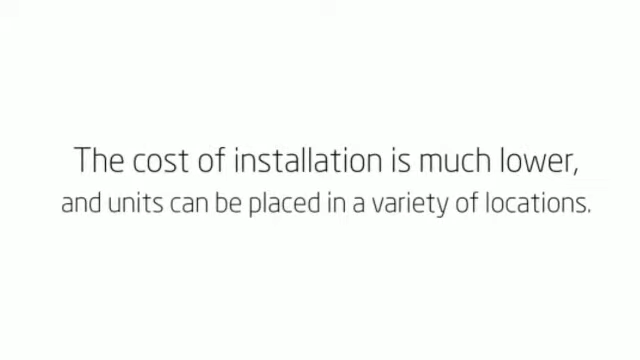 The cost of installation is much lower,
and units can be placed in a variety of locations.